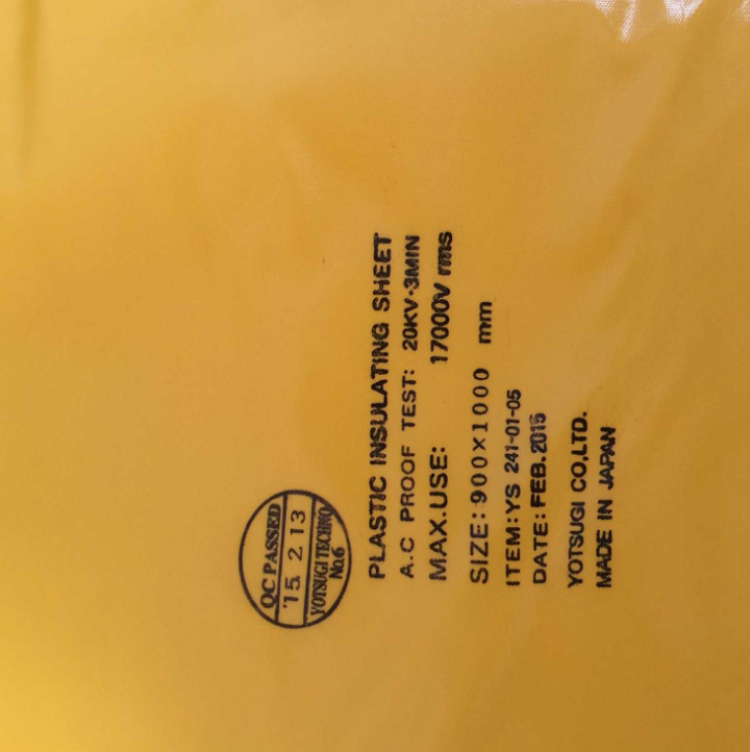 QC PASSED
'15. 2 13
YOTSUGI TECHNO
No.6
PLASTIC INSULATING SHEET
A.C PROOF TEST: 20KV·3MIN
MAX.USE: 17000V rms
SIZE: 900×1000 mm
ITEM: YS 241-01-05
DATE: FEB. 2015
YOTSUGI CO,LTD.
MADE IN JAPAN